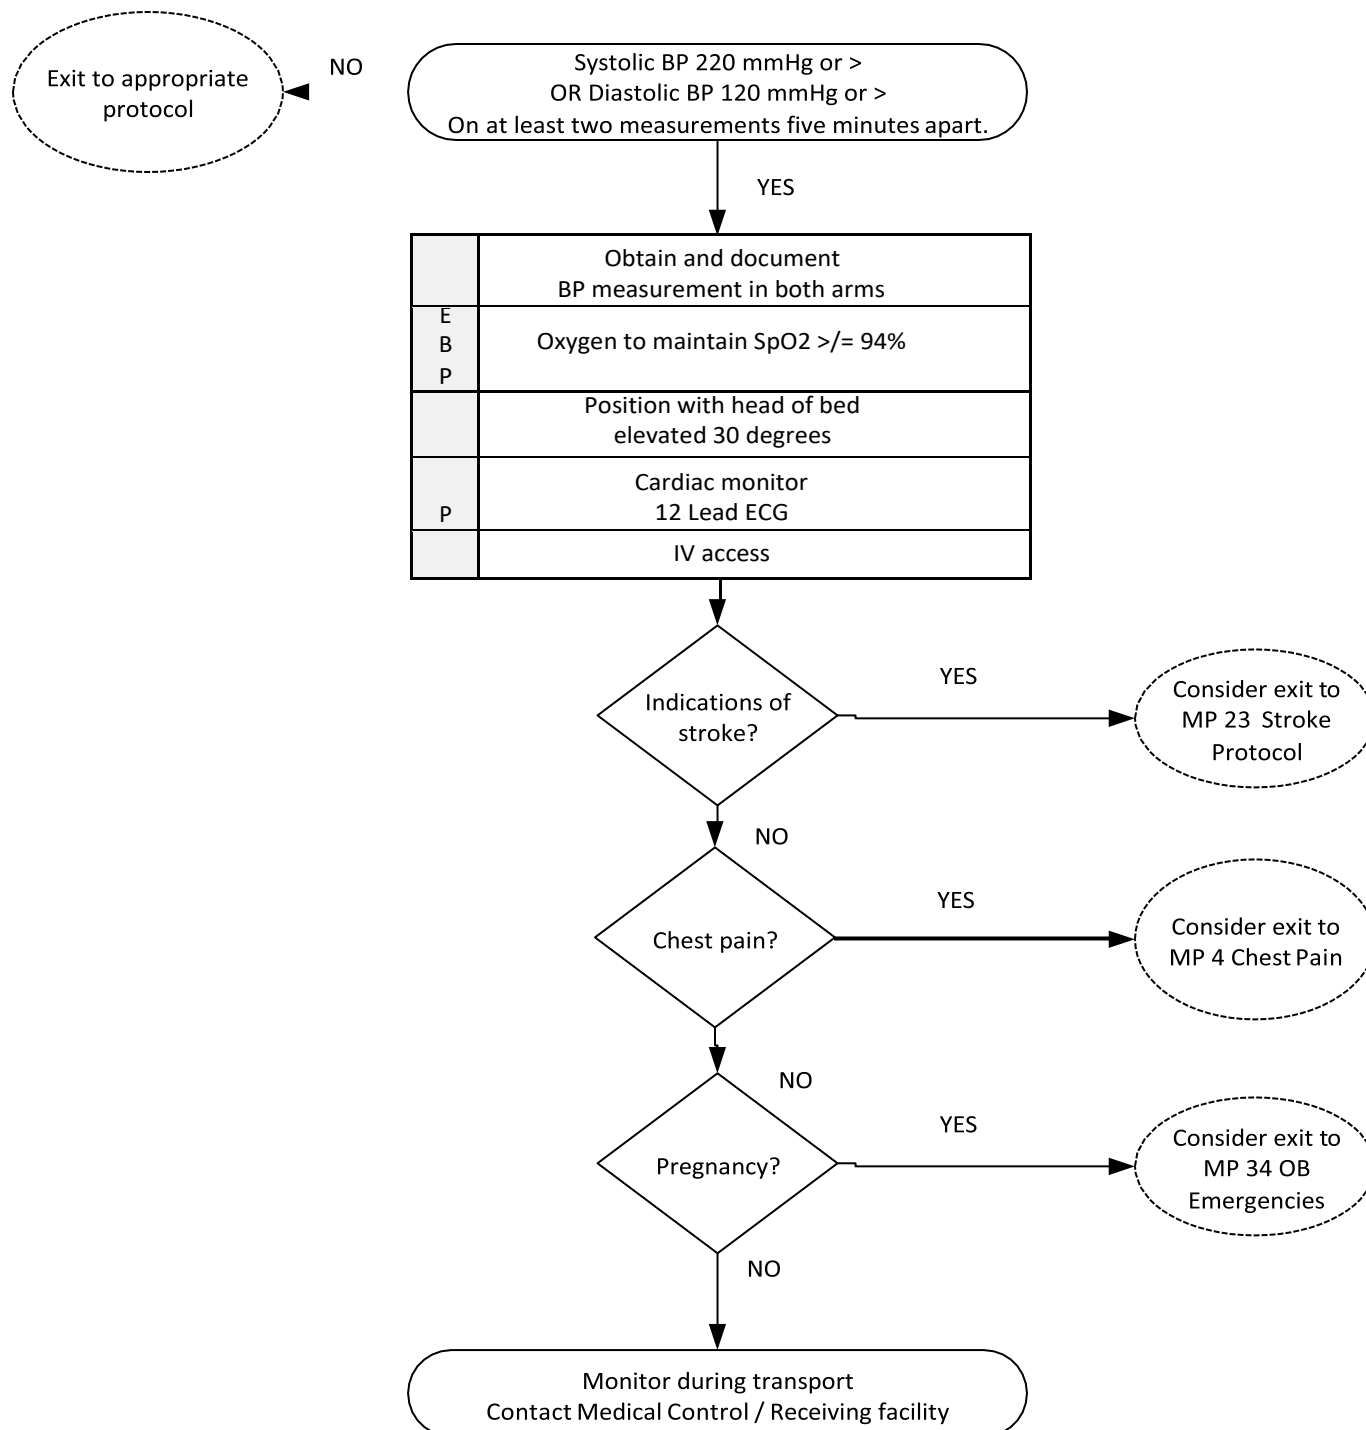 Exit to appropriate
protocol
NO
Systolic BP 220 mmHg or >
OR Diastolic BP 120 mmHg or >
On at least two measurements five minutes apart.
YES
Obtain and document
BP measurement in both arms
E
B
P
Oxygen to maintain SpO2 >/= 94%
Position with head of bed
elevated 30 degrees
Cardiac monitor
12 Lead ECG
P
IV access
Indications of
stroke?
YES
Consider exit to
MP 23 Stroke
Protocol
NO
Chest pain?
YES
Consider exit to
MP 4 Chest Pain
NO
Pregnancy?
YES
Consider exit to
MP 34 OB
Emergencies
NO
Monitor during transport
Contact Medical Control / Receiving facility